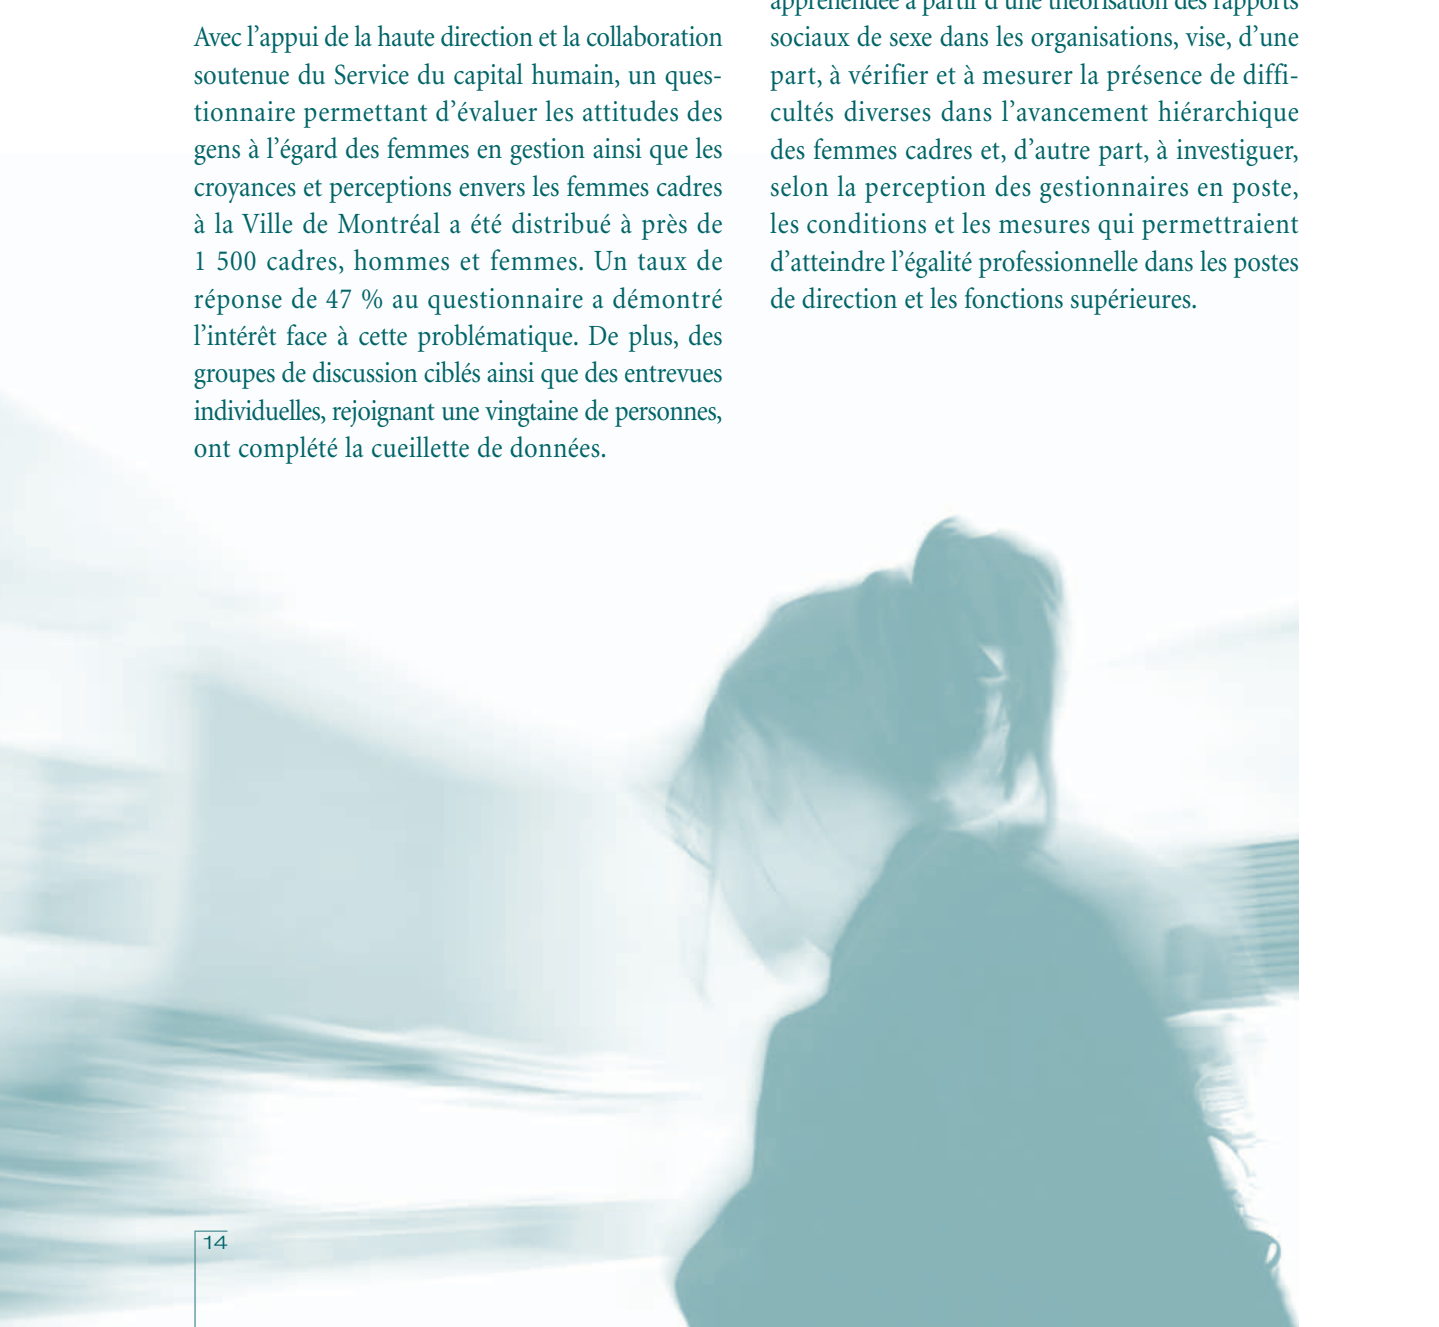 Avec l’appui de la haute direction et la collaboration
soutenue du Service du capital humain, un ques-
tionnaire permettant d’évaluer les attitudes des
gens à l’égard des femmes en gestion ainsi que les
croyances et perceptions envers les femmes cadres
à la Ville de Montréal a été distribué à près de
1 500 cadres, hommes et femmes. Un taux de
réponse de 47 % au questionnaire a démontré
l’intérêt face à cette problématique. De plus, des
groupes de discussion ciblés ainsi que des entrevues
individuelles, rejoignant une vingtaine de personnes,
ont complété la cueillette de données.
appréhendée à partir d’une théorisation des rapports
sociaux de sexe dans les organisations, vise, d’une
part, à vérifier et à mesurer la présence de diffi-
cultés diverses dans l’avancement hiérarchique
des femmes cadres et, d’autre part, à investiguer,
selon la perception des gestionnaires en poste,
les conditions et les mesures qui permettraient
d’atteindre l’égalité professionnelle dans les postes
de direction et les fonctions supérieures.
14